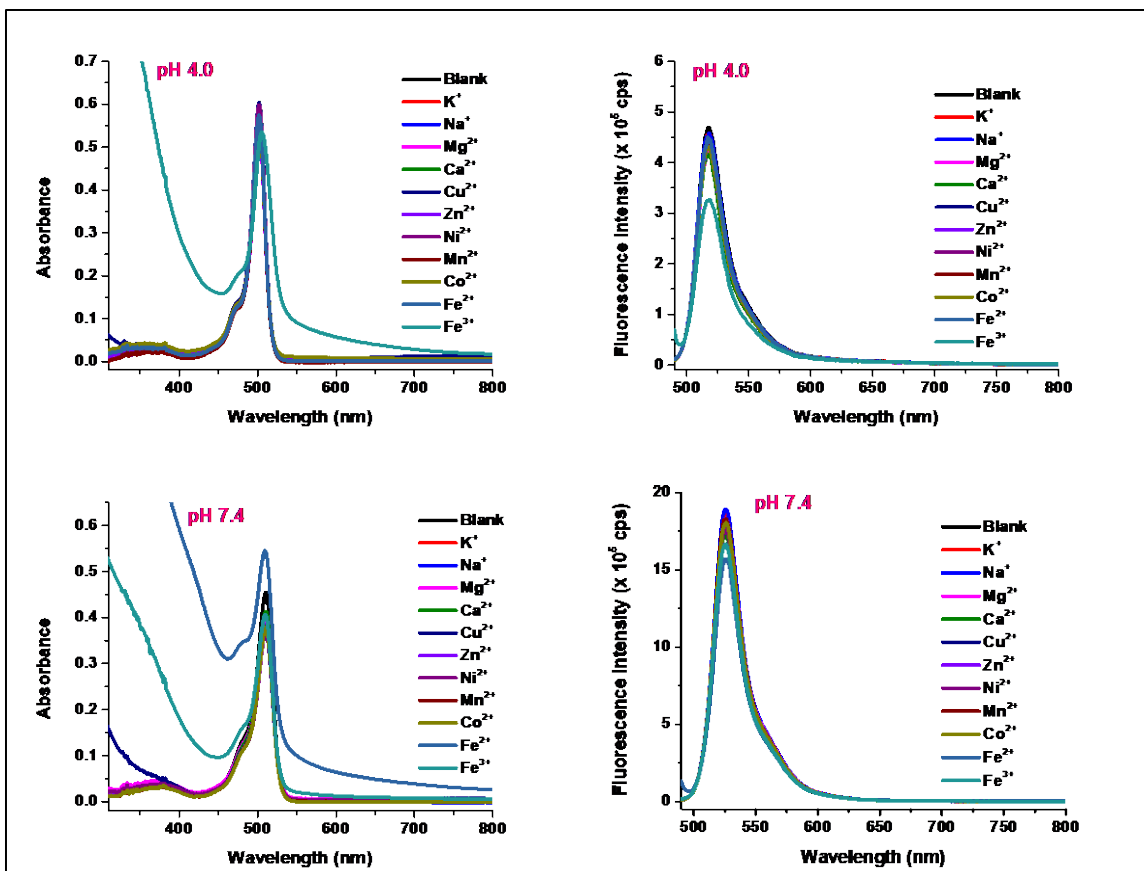 pH 4.0
0.7
0.6
0.5
0.4
0.3
0.2
0.1
0.0
400 500 600 700 800
Absorbance
Wavelength (nm)
Blank
K⁺
Na⁺
Mg²⁺
Ca²⁺
Cu²⁺
Zn²⁺
Ni²⁺
Mn²⁺
Co²⁺
Fe²⁺
Fe³⁺
pH 4.0
6
5
4
3
2
1
0
500 550 600 650 700 750 800
Fluorescence Intensity (x 10⁵ cps)
Wavelength (nm)
Blank
K⁺
Na⁺
Mg²⁺
Ca²⁺
Cu²⁺
Zn²⁺
Ni²⁺
Mn²⁺
Co²⁺
Fe²⁺
Fe³⁺
pH 7.4
0.6
0.5
0.4
0.3
0.2
0.1
0.0
400 500 600 700 800
Absorbance
Wavelength (nm)
Blank
K⁺
Na⁺
Mg²⁺
Ca²⁺
Cu²⁺
Zn²⁺
Ni²⁺
Mn²⁺
Co²⁺
Fe²⁺
Fe³⁺
pH 7.4
20
15
10
5
0
500 550 600 650 700 750 800
Fluorescence Intensity (x 10⁵ cps)
Wavelength (nm)
Blank
K⁺
Na⁺
Mg²⁺
Ca²⁺
Cu²⁺
Zn²⁺
Ni²⁺
Mn²⁺
Co²⁺
Fe²⁺
Fe³⁺